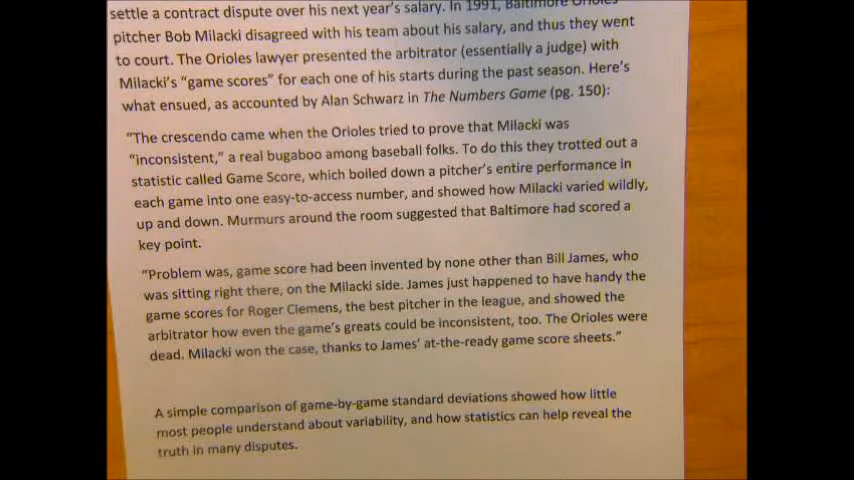 settle a contract dispute over his next year's salary. In 1991, Baltimore Orioles
pitcher Bob Milacki disagreed with his team about his salary, and thus they went
to court. The Orioles lawyer presented the arbitrator (essentially a judge) with
Milacki's "game scores" for each one of his starts during the past season. Here's
what ensued, as accounted by Alan Schwarz in The Numbers Game (pg. 150):
"The crescendo came when the Orioles tried to prove that Milacki was
"inconsistent," a real bugaboo among baseball folks. To do this they trotted out a
statistic called Game Score, which boiled down a pitcher's entire performance in
each game into one easy-to-access number, and showed how Milacki varied wildly,
up and down. Murmurs around the room suggested that Baltimore had scored a
key point.
"Problem was, game score had been invented by none other than Bill James, who
was sitting right there, on the Milacki side. James just happened to have handy the
game scores for Roger Clemens, the best pitcher in the league, and showed the
arbitrator how even the game's greats could be inconsistent, too. The Orioles were
dead. Milacki won the case, thanks to James' at-the-ready game score sheets."
A simple comparison of game-by-game standard deviations showed how little
most people understand about variability, and how statistics can help reveal the
truth in many disputes.